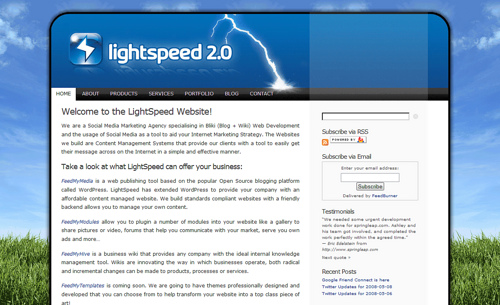 lightspeed 2.0
HOME ABOUT PRODUCTS SERVICES PORTFOLIO BLOG CONTACT
Welcome to the LightSpeed Website!
We are a Social Media Marketing Agency specialising in Bliki (Blog + Wiki) Web Development
and the usage of Social Media as a tool to aid your Internet Marketing Strategy. The Websites
we build are Content Management Systems that provide our clients with a tool to easily get
their message across on the Internet in a simple and effective manner.
Take a look at what LightSpeed can offer your business:
FeedMyMedia is a web publishing tool based on the popular Open Source blogging platform
called WordPress. LightSpeed has extended WordPress to provide your company with an
affordable content managed website. We build standards compliant websites with a friendly
backend allowing you to manage your own content.
FeedMyModules allow you to plugin a number of modules into your website like a gallery to
share pictures or video, forums that help you communicate with your market, serve you own
ads and more..
FeedMyHive is a business wiki that provides any company with the ideal internal knowledge
management tool. Wikis are innovating the way in which businesses operate, both radical
and incremental changes can be made to products, processes or services.
FeedMyTemplates is coming soon. We are going to have themes professionally designed and
developed that you can choose from to help transform your website into a top class piece of
art!
Subscribe via RSS
POWERED BY
Subscribe via Email
Enter your email address:
Subscribe
Delivered by FeedBurner
Testimonials
"We needed some urgent development
work done for springleap.com. Ashley and
his team got involved, and completed the
work perfectly within the agreed time."
— Eric Edelstein from
http://www.springleap.com
Next quote »
Recent Posts
Google Friend Connect is here
Twitter Updates for 2008-05-08
Twitter Updates for 2008-05-06